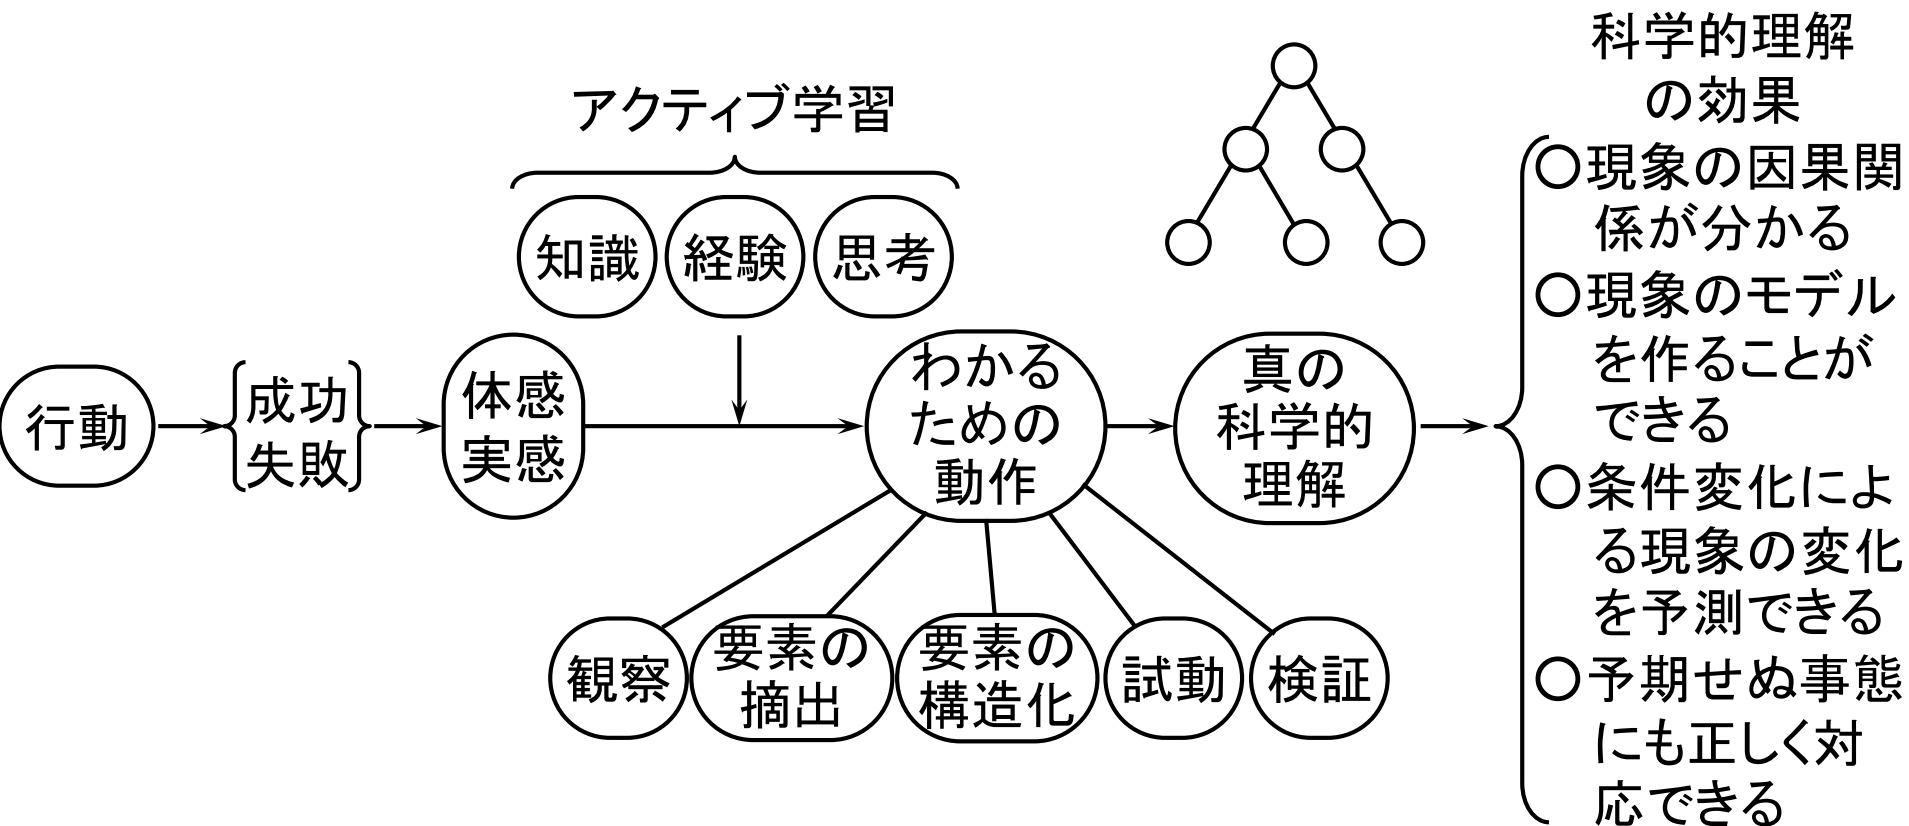 アクティブ学習
知識
経験
思考
行動
成功
失敗
体感
実感
わかる
ための
動作
真の
科学的
理解
観察
要素の
摘出
要素の
構造化
試動
検証
科学的理解
の効果
○現象の因果関
係が分かる
○現象のモデル
を作ることが
できる
○条件変化によ
る現象の変化
を予測できる
○予期せぬ事態
にも正しく対
応できる